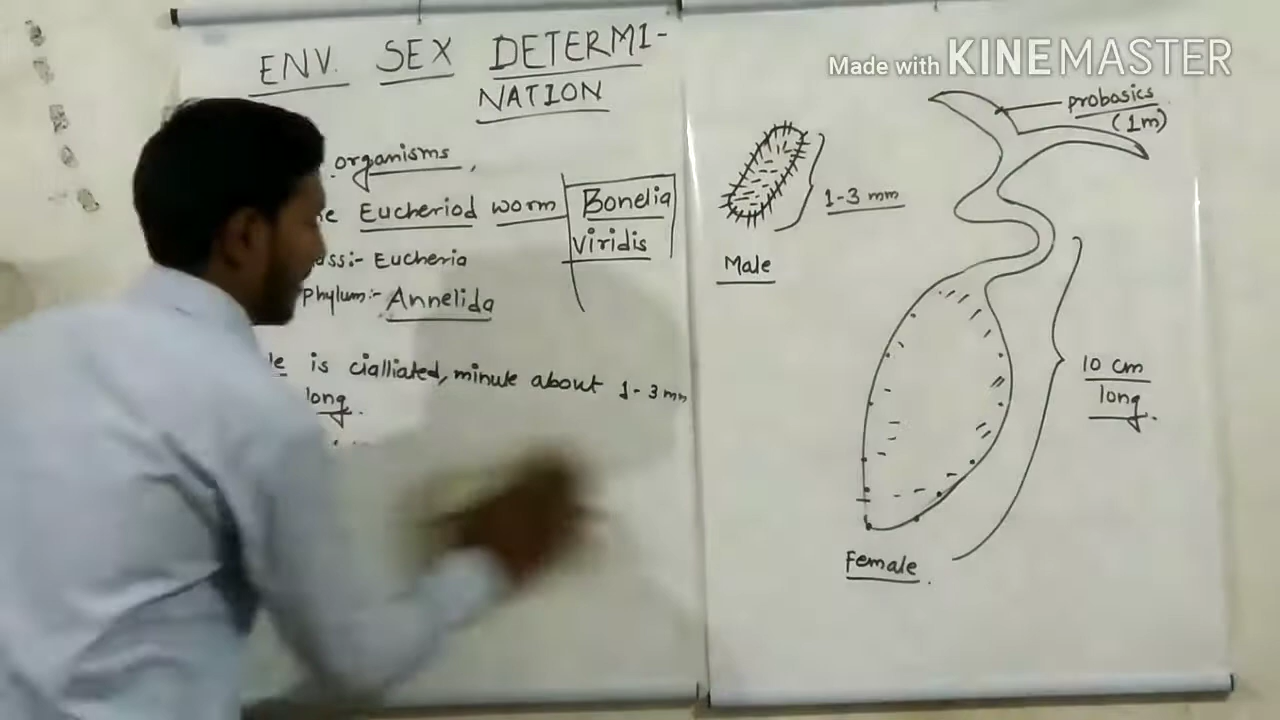 ENV. SEX DETERMI-
NATION
organisms,
Eucheriod worm
Bonelia
viridis
Eucheria
Phylum:- Annelida
is cialliated, minute about 1-3 mm
long.
Made with KINEMASTER
probosics
(1m)
1-3 mm
Male
10 cm
long.
Female.